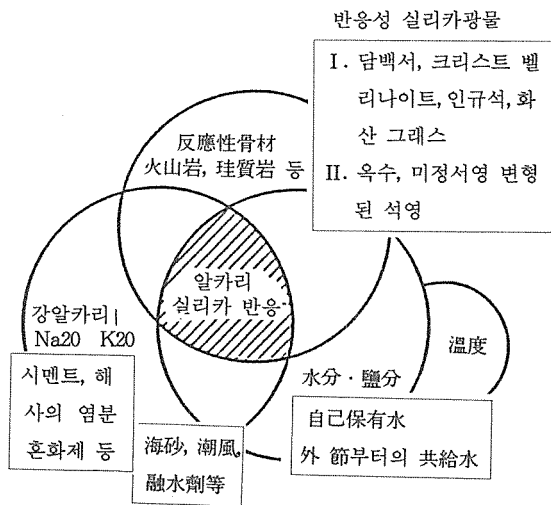 반응성 실리카광물
Ⅰ. 담백서, 크리스트 벨
리나이트, 인규석, 화
산 그래스
Ⅱ. 옥수, 미정서영 변형
된 석영
反應性骨材
火山岩, 珪質岩 등
알카리
실리카 반응
강알카리
Na20 K20
시멘트, 해
사의 염분
혼화제 등
海砂, 潮風,
融水劑等
水分·鹽分
自己保有水
外 節부터의 共給水
溫度